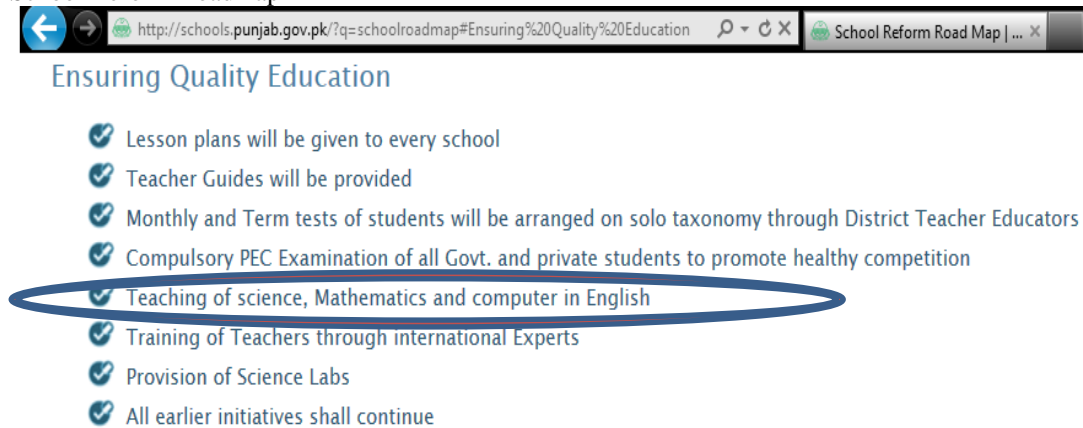 http://schools.punjab.gov.pk/?q=schoolroadmap#Ensuring%20Quality%20Education
School Reform Road Map | ...
Ensuring Quality Education
Lesson plans will be given to every school
Teacher Guides will be provided
Monthly and Term tests of students will be arranged on solo taxonomy through District Teacher Educators
Compulsory PEC Examination of all Govt. and private students to promote healthy competition
Teaching of science, Mathematics and computer in English
Training of Teachers through international Experts
Provision of Science Labs
All earlier initiatives shall continue